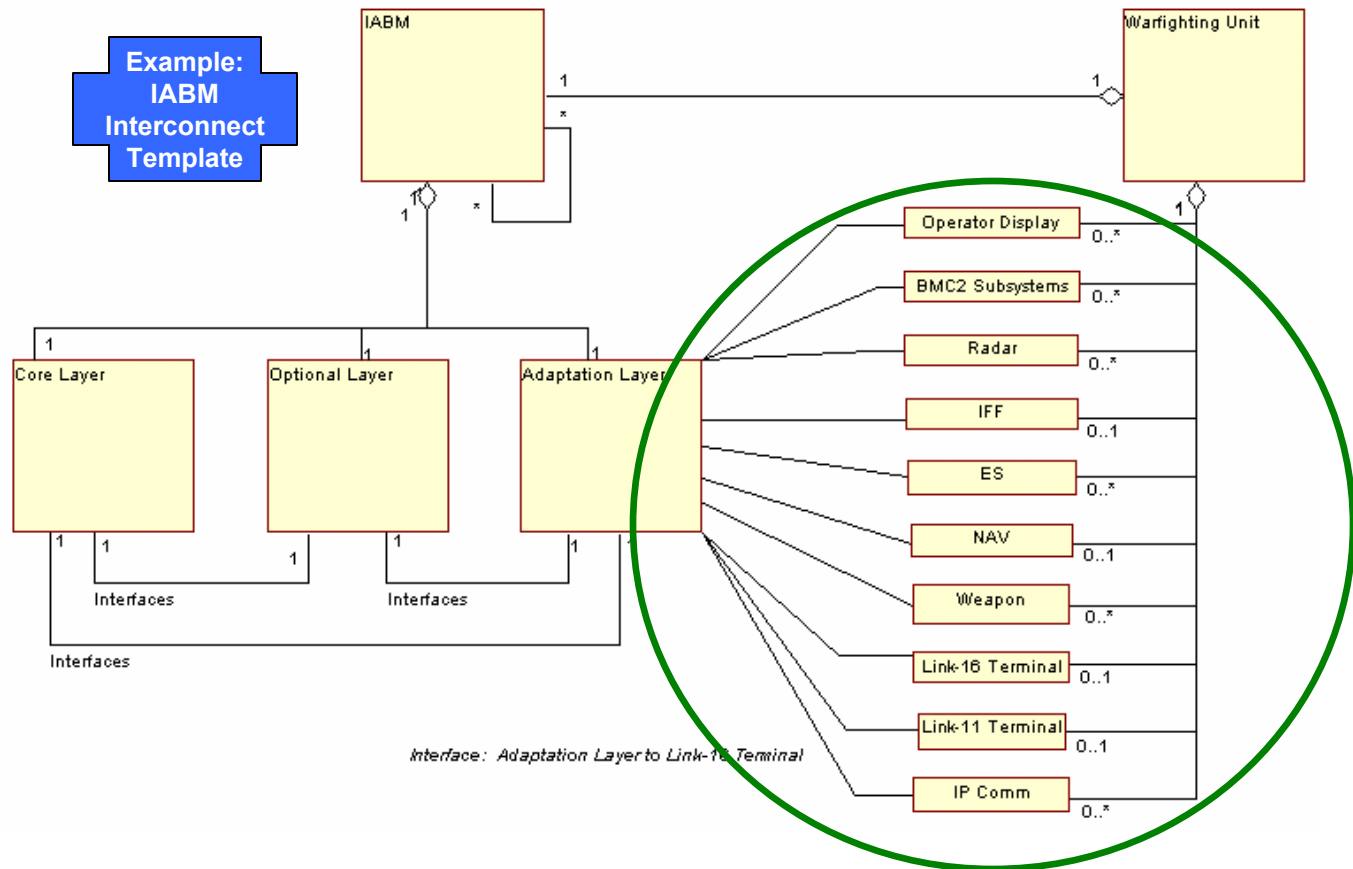 Example:
IABM
Interconnect
Template
IABM
Warfighting Unit
1
1
*
*
1
1
1
Operator Display
0..*
BMC2 Subsystems
0..*
Radar
0..*
IFF
0..1
ES
0..*
NAV
0..1
Weapon
0..*
Link-16 Terminal
0..1
Link-11 Terminal
0..1
IP Comm
0..*
1
1
1
Core Layer
Optional Layer
Adaptation Layer
1
1
1
1
1
1
Interfaces
Interfaces
Interfaces
Interface: Adaptation Layer to Link-16 Terminal